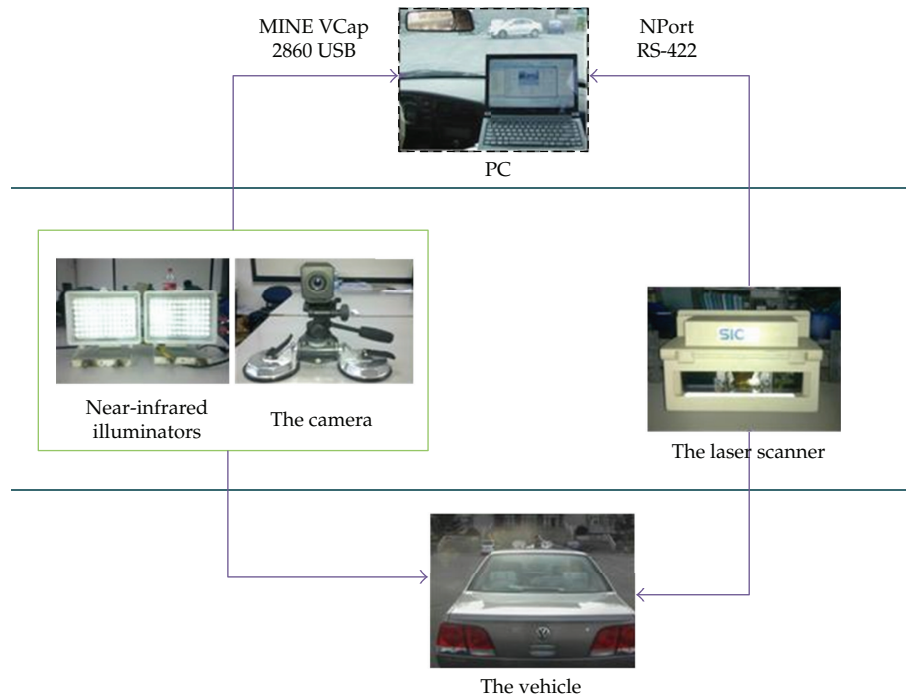 MINE VCap
2860 USB
NPort
RS-422
PC
SIC
Near-infrared
illuminators
The camera
The laser scanner
The vehicle